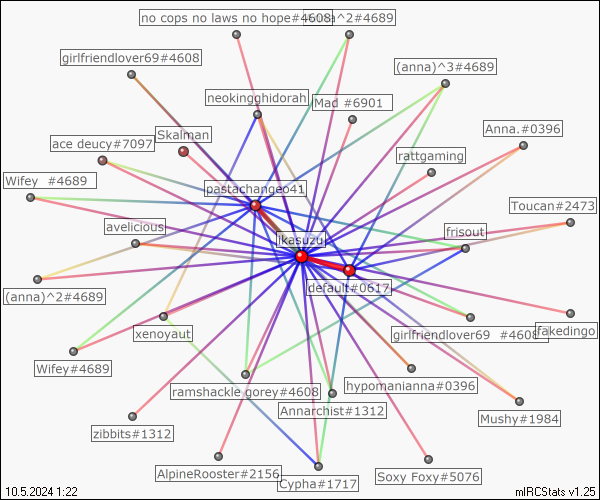 no cops no laws no hope#4608
^2#4689
girlfriendlover69#4608
(anna)^3#4689
neokingghidorah
Mad #6901
Skalman
Anna.#0396
ace deucy#7097
rattgaming
Wifey #4689
pastachangeo41
Toucan#2473
avelicious
ikasuzu
frisout
default#0617
(anna)^2#4689
xenoyaut
girlfriendlover69 #4608
fakedingo
Wifey#4689
hypomanianna#0396
ramshackle gorey#4608
Annarchist#1312
Mushy#1984
zibbits#1312
AlpineRooster#2156
Soxy Foxy#5076
Cypha#1717
10.5.2024 1:22
mIRCStats v1.25